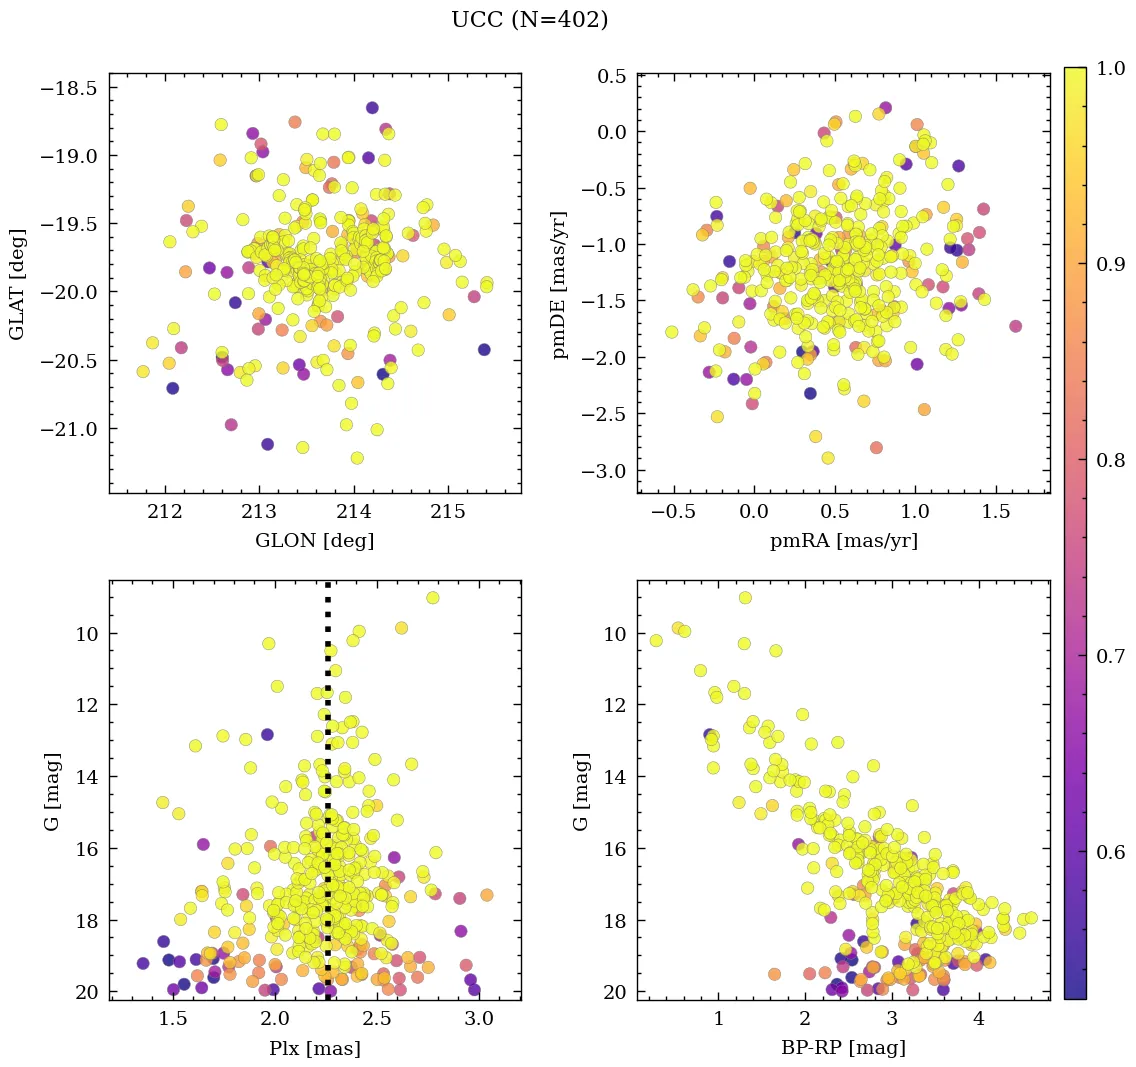 UCC (N=402)
−18.5
−19.0
−19.5
−20.0
−20.5
−21.0
GLAT [deg]
212 213 214 215
GLON [deg]
0.5
0.0
−0.5
−1.0
−1.5
−2.0
−2.5
−3.0
pmDE [mas/yr]
−0.5 0.0 0.5 1.0 1.5
pmRA [mas/yr]
10
12
14
16
18
20
G [mag]
1.5 2.0 2.5 3.0
Plx [mas]
10
12
14
16
18
20
G [mag]
1 2 3 4
BP-RP [mag]
1.0
0.9
0.8
0.7
0.6